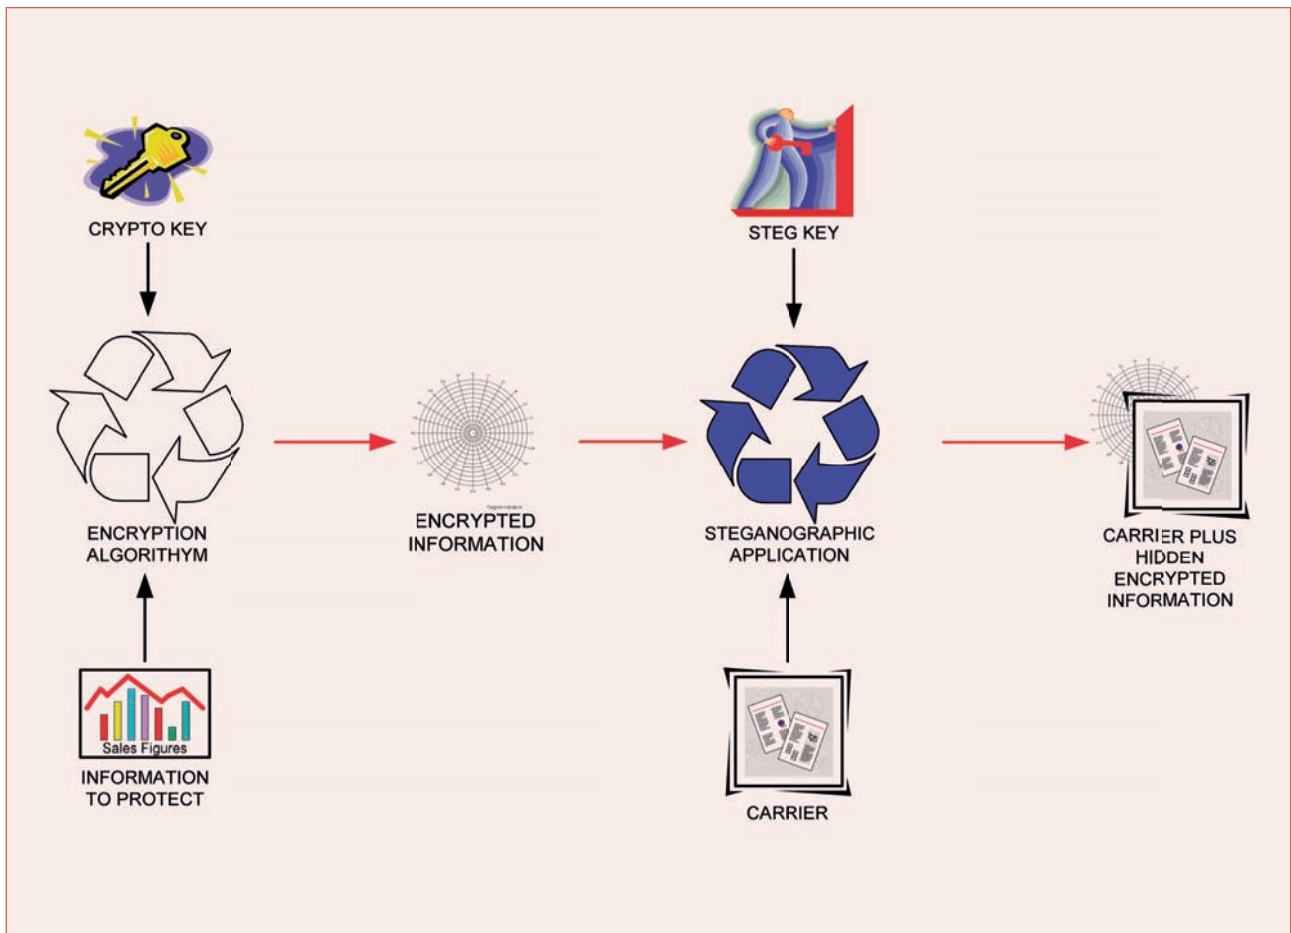 CRYPTO KEY
STEG KEY
ENCRYPTION
ALGORITHYM
ENCRYPTED
INFORMATION
STEGANOGRAPHIC
APPLICATION
CARRIER PLUS
HIDDEN
ENCRYPTED
INFORMATION
Sales Figures
INFORMATION
TO PROTECT
CARRIER